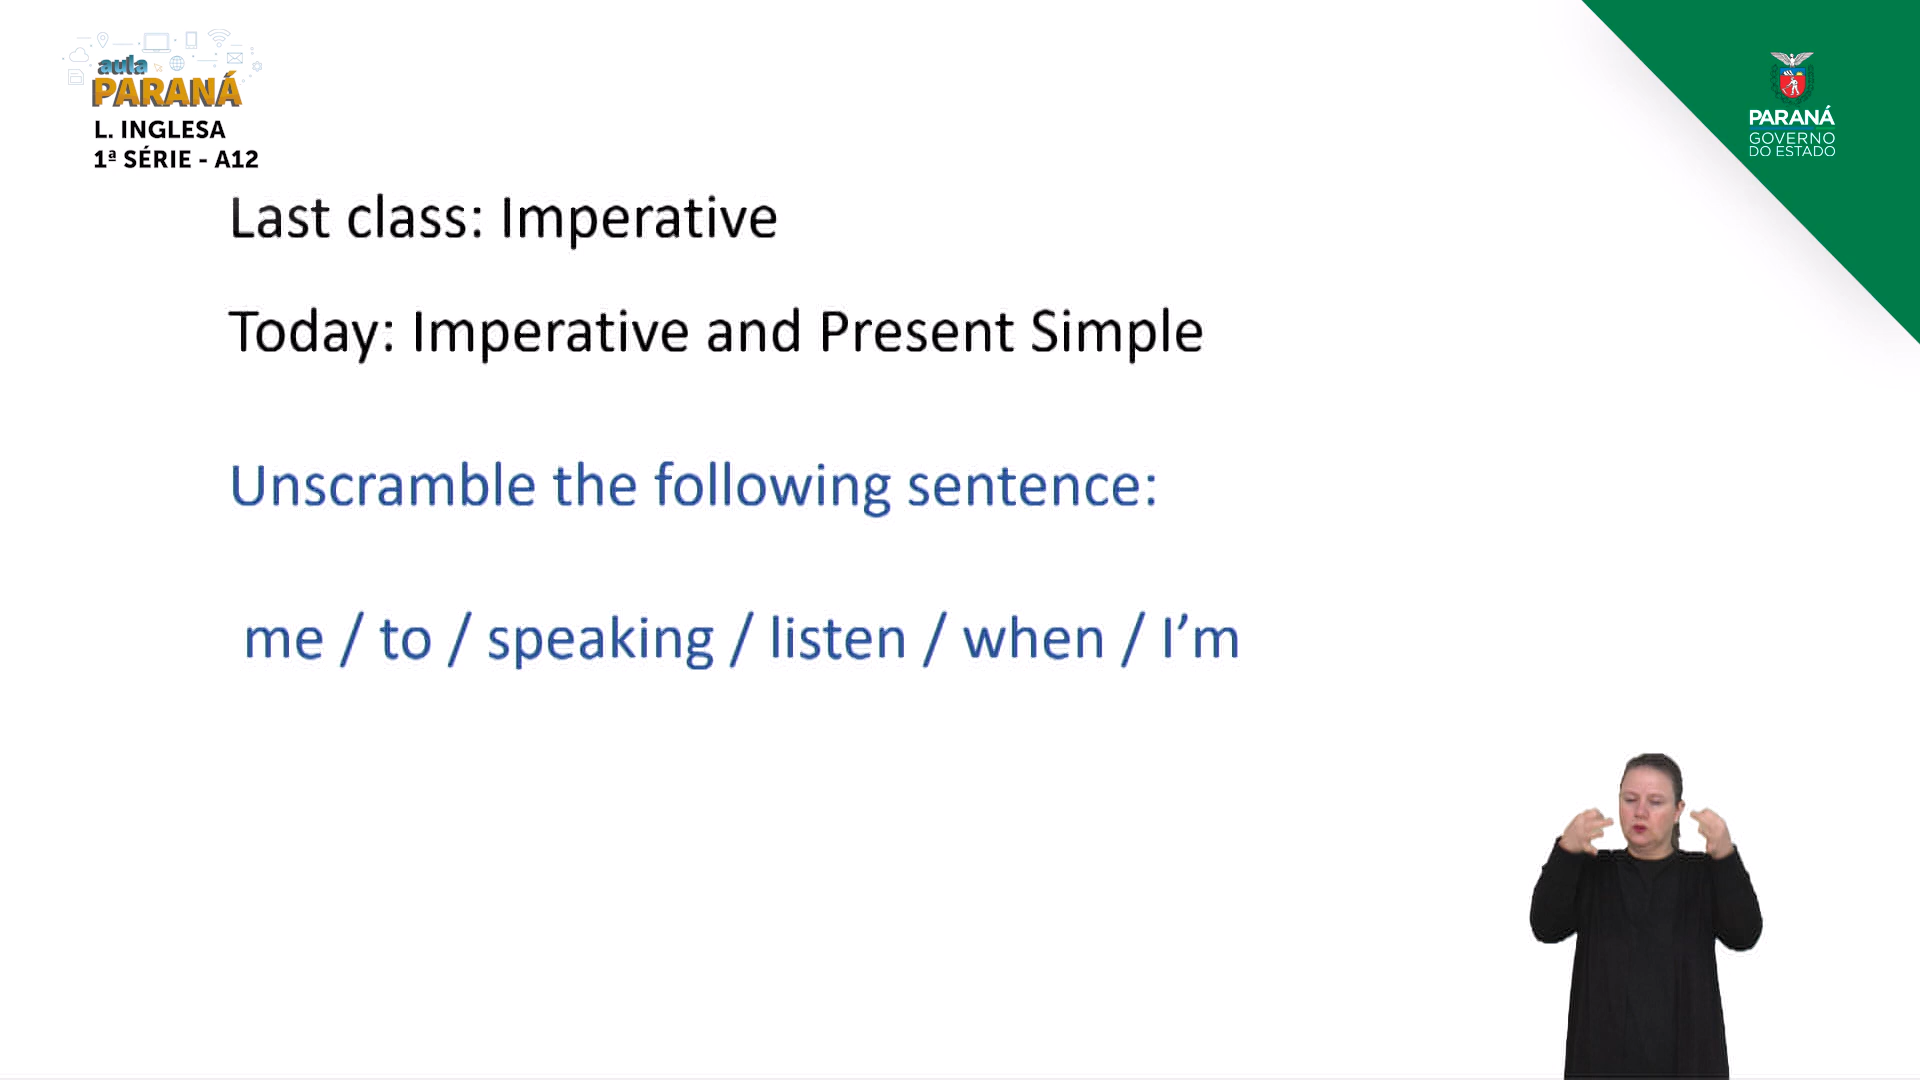 aula
PARANÁ
L. INGLESA
1ª SÉRIE - A12
PARANÁ
GOVERNO
DO ESTADO
Last class: Imperative
Today: Imperative and Present Simple
Unscramble the following sentence:
me / to / speaking / listen / when / I’m